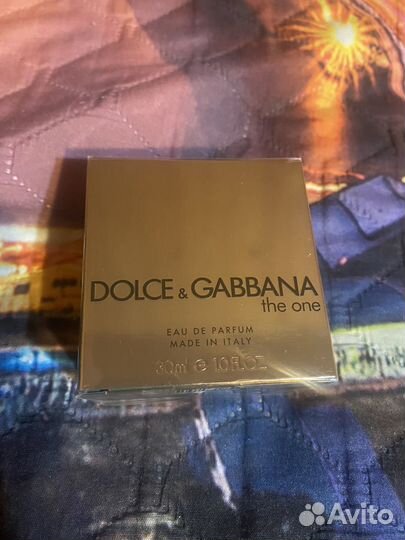 DOLCE & GABBANA
the one
EAU DE PARFUM
MADE IN ITALY
30ml ℮ 1.0 FL.OZ.
Avito